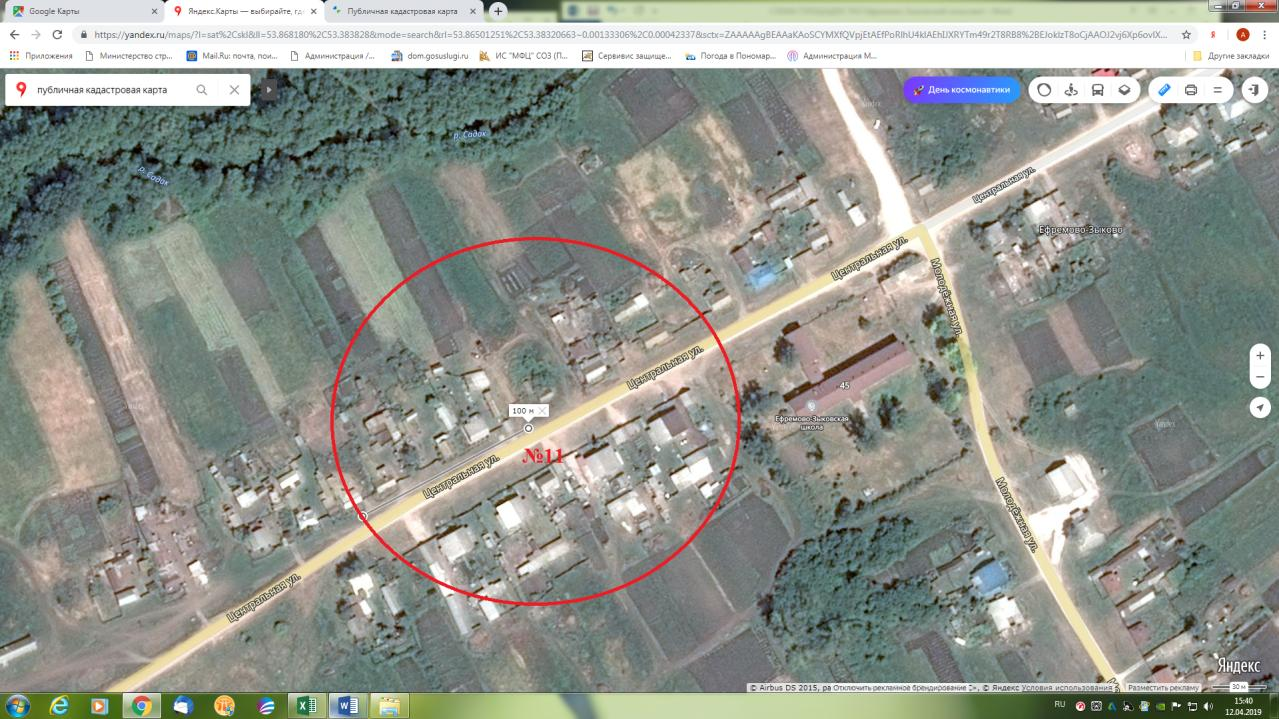 Google Карты
Яндекс.Карты — выбирайте, где
Публичная кадастровая карта
https://yandex.ru/maps/?l=sat%2Cskl&ll=53.868180%2C53.383828&mode=search&rl=53.86501251%2C53.38320663~0.00133306%2C0.00042337&sctx=
Приложения
Министерство стр...
Mail.Ru: почта, пои...
Администрация /...
dom.gosuslugi.ru
ИС "МФЦ" СОЗ (П...
Сервивис защище...
Погода в Пономар...
Администрация М...
Другие закладки
публичная кадастровая карта
День космонавтики
р. Садак
р. Садак
Yandex
Центральная ул.
Ефремово-Зыково
Центральная ул.
Молодёжная ул.
Центральная ул.
45
Ефремово-Зыковская
школа
100 м
№11
Центральная ул.
Yandex
Молодёжная ул.
Центральная ул.
Яндекс
© Airbus DS 2015, ра
Отключить рекламное брендирование
© Яндекс Условия использования
Разместить рекламу
30 м
RU
15:40
12.04.2019